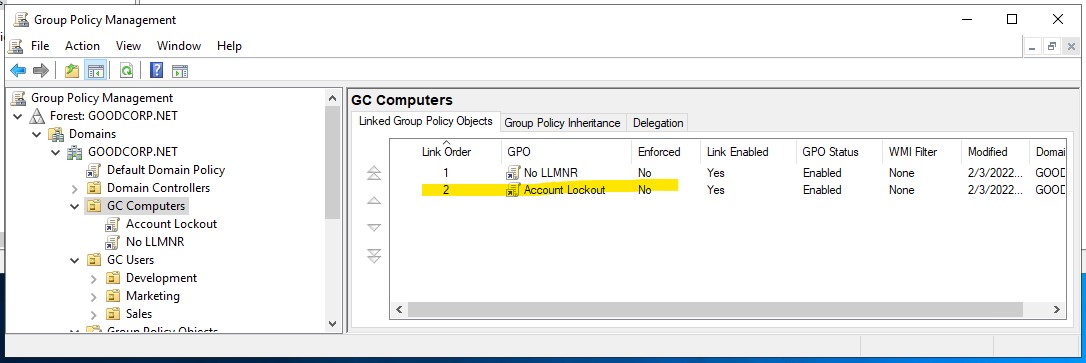 Group Policy Management
File Action View Window Help
Group Policy Management
Forest: GOODCORP.NET
Domains
GOODCORP.NET
Default Domain Policy
Domain Controllers
GC Computers
Account Lockout
No LLMNR
GC Users
Development
Marketing
Sales
Group Policy Objects
GC Computers
Linked Group Policy Objects Group Policy Inheritance Delegation
Link Order GPO Enforced Link Enabled GPO Status WMI Filter Modified Domai
1 No LLMNR No Yes Enabled None 2/3/2022... GOOD
2 Account Lockout No Yes Enabled None 2/3/2022... GOOD